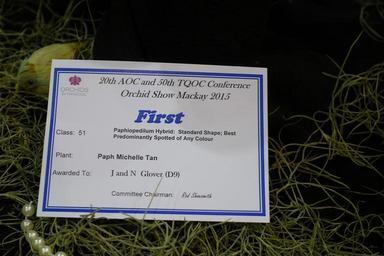 20th AOC and 50th TQOC Conference
Orchid Show Mackay 2015
ORCHIDS
First
Class: 51
Paphiopedilum Hybrid; Standard Shape; Best
Predominantly Spotted of Any Colour
Plant: Paph Michelle Tan
Awarded To: J and N Glover (D9)
Committee Chairman: